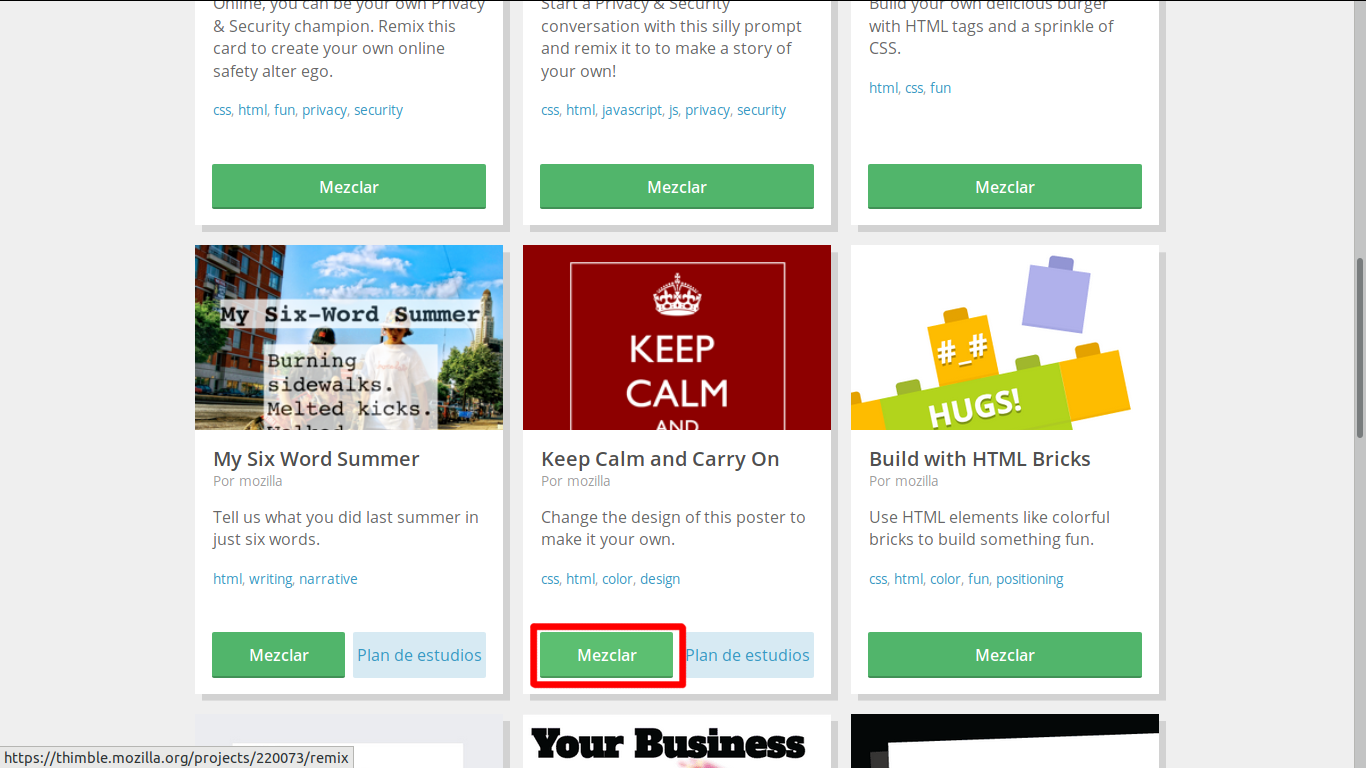 Online, you can be your own Privacy
& Security champion. Remix this
card to create your own online
safety alter ego.
css, html, fun, privacy, security
Mezclar
Start a Privacy & Security
conversation with this silly prompt
and remix it to to make a story of
your own!
css, html, javascript, js, privacy, security
Mezclar
Build your own delicious burger
with HTML tags and a sprinkle of
CSS.
html, css, fun
Mezclar
My Six-Word Summer
Burning
sidewalks.
Melted kicks.
Walked
My Six Word Summer
Por mozilla
Tell us what you did last summer in
just six words.
html, writing, narrative
Mezclar
Plan de estudios
KEEP
CALM
AND
Keep Calm and Carry On
Por mozilla
Change the design of this poster to
make it your own.
css, html, color, design
Mezclar
Plan de estudios
#_#
HUGS!
Build with HTML Bricks
Por mozilla
Use HTML elements like colorful
bricks to build something fun.
css, html, color, fun, positioning
Mezclar
Your Business
https://thimble.mozilla.org/projects/220073/remix